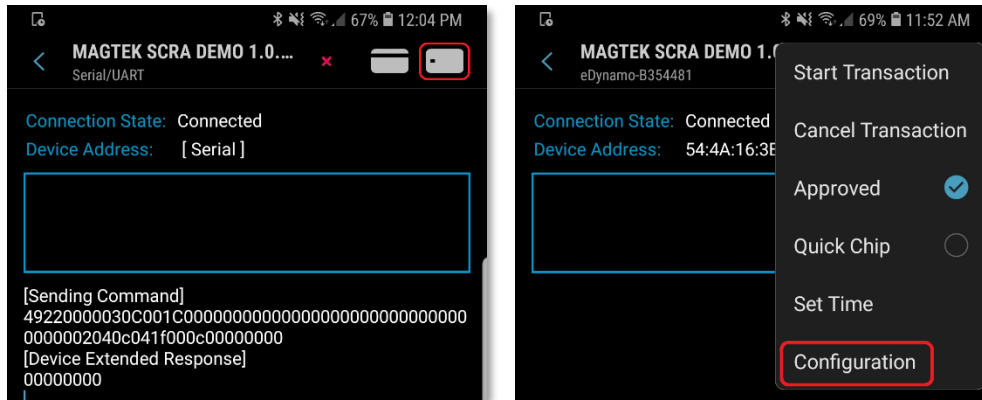 67% 12:04 PM
MAGTEK SCRA DEMO 1.0....
Serial/UART
Connection State: Connected
Device Address: [ Serial ]
[Sending Command]
49220000030C001C0000000000000000000000000000
0000002040c041f000c00000000
[Device Extended Response]
00000000
69% 11:52 AM
MAGTEK SCRA DEMO 1.0
eDynamo-B354481
Connection State: Connected
Device Address: 54:4A:16:3E
Start Transaction
Cancel Transaction
Approved
Quick Chip
Set Time
Configuration